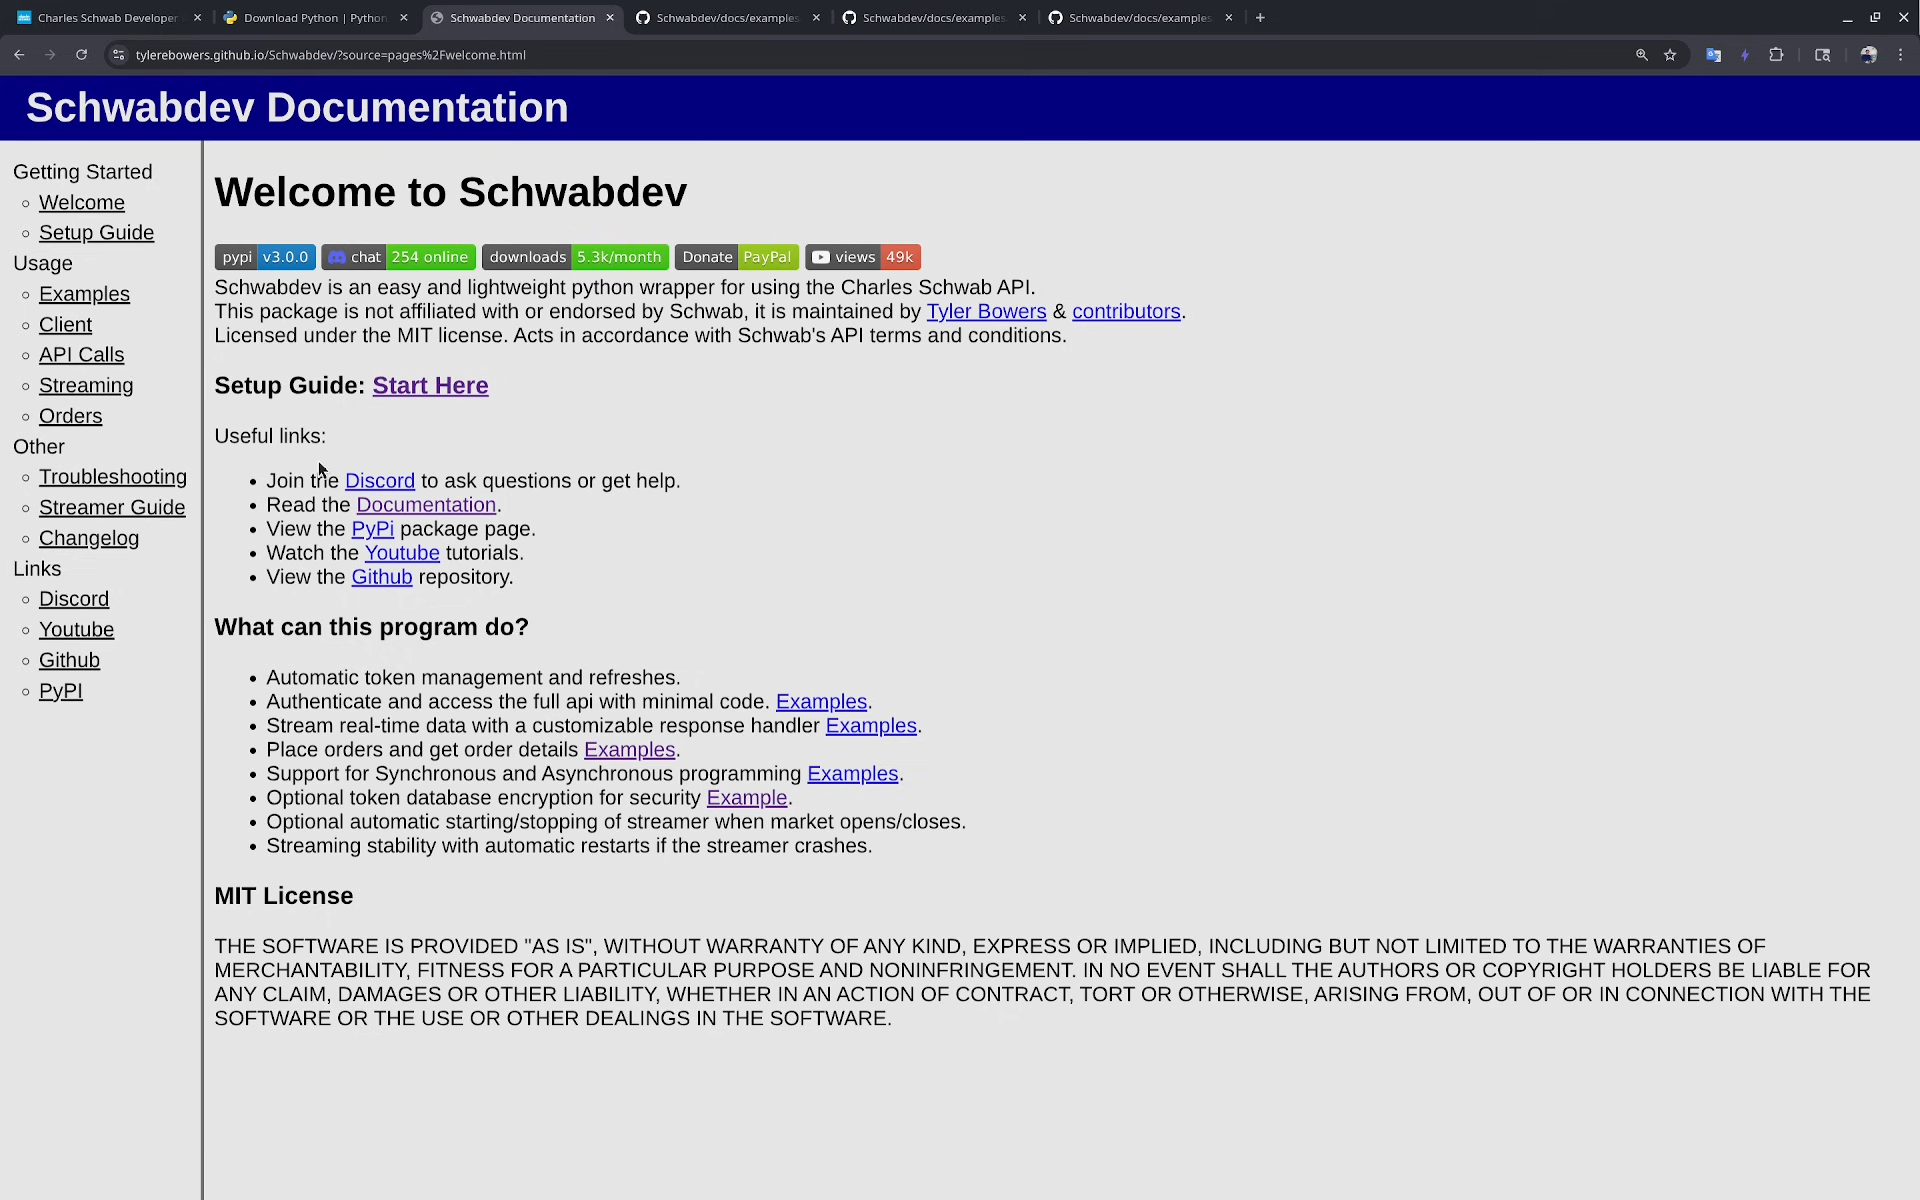 Charles Schwab Developer
Download Python | Python
Schwabdev Documentation
Schwabdev/docs/examples
Schwabdev/docs/examples
Schwabdev/docs/examples
tylerebowers.github.io/Schwabdev/?source=pages%2Fwelcome.html
Schwabdev Documentation
Getting Started
Welcome
Setup Guide
Usage
Examples
Client
API Calls
Streaming
Orders
Other
Troubleshooting
Streamer Guide
Changelog
Links
Discord
Youtube
Github
PyPI
Welcome to Schwabdev
pypi v3.0.0 chat 254 online downloads 5.3k/month Donate PayPal views 49k
Schwabdev is an easy and lightweight python wrapper for using the Charles Schwab API.
This package is not affiliated with or endorsed by Schwab, it is maintained by Tyler Bowers & contributors.
Licensed under the MIT license. Acts in accordance with Schwab's API terms and conditions.
Setup Guide: Start Here
Useful links:
Join the Discord to ask questions or get help.
Read the Documentation.
View the PyPi package page.
Watch the Youtube tutorials.
View the Github repository.
What can this program do?
Automatic token management and refreshes.
Authenticate and access the full api with minimal code. Examples.
Stream real-time data with a customizable response handler Examples.
Place orders and get order details Examples.
Support for Synchronous and Asynchronous programming Examples.
Optional token database encryption for security Example.
Optional automatic starting/stopping of streamer when market opens/closes.
Streaming stability with automatic restarts if the streamer crashes.
MIT License
THE SOFTWARE IS PROVIDED "AS IS", WITHOUT WARRANTY OF ANY KIND, EXPRESS OR IMPLIED, INCLUDING BUT NOT LIMITED TO THE WARRANTIES OF
MERCHANTABILITY, FITNESS FOR A PARTICULAR PURPOSE AND NONINFRINGEMENT. IN NO EVENT SHALL THE AUTHORS OR COPYRIGHT HOLDERS BE LIABLE FOR
ANY CLAIM, DAMAGES OR OTHER LIABILITY, WHETHER IN AN ACTION OF CONTRACT, TORT OR OTHERWISE, ARISING FROM, OUT OF OR IN CONNECTION WITH THE
SOFTWARE OR THE USE OR OTHER DEALINGS IN THE SOFTWARE.